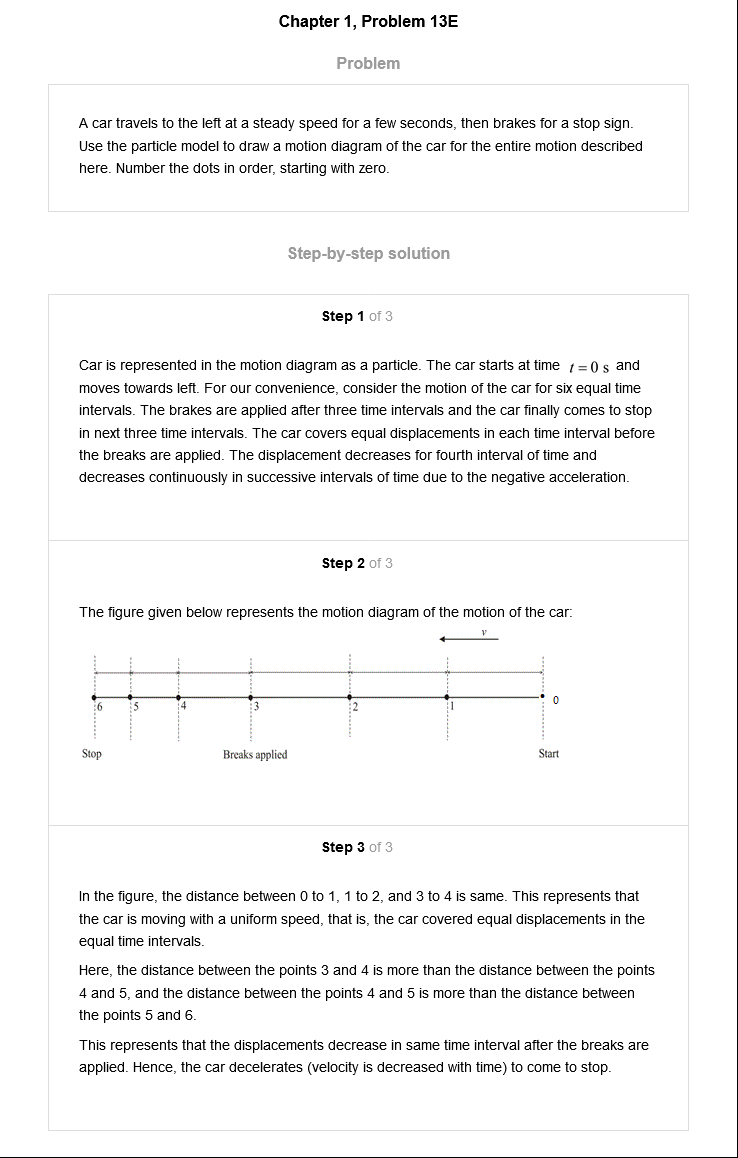 Chapter 1, Problem 13E
Problem
A car travels to the left at a steady speed for a few seconds, then brakes for a stop sign.
Use the particle model to draw a motion diagram of the car for the entire motion described
here. Number the dots in order, starting with zero.
Step-by-step solution
Step 1 of 3
Car is represented in the motion diagram as a particle. The car starts at time t = 0 s and
moves towards left. For our convenience, consider the motion of the car for six equal time
intervals. The brakes are applied after three time intervals and the car finally comes to stop
in next three time intervals. The car covers equal displacements in each time interval before
the breaks are applied. The displacement decreases for fourth interval of time and
decreases continuously in successive intervals of time due to the negative acceleration.
Step 2 of 3
The figure given below represents the motion diagram of the motion of the car:
v
6 5 4 3 2 1 0
Stop Breaks applied Start
Step 3 of 3
In the figure, the distance between 0 to 1, 1 to 2, and 3 to 4 is same. This represents that
the car is moving with a uniform speed, that is, the car covered equal displacements in the
equal time intervals.
Here, the distance between the points 3 and 4 is more than the distance between the points
4 and 5, and the distance between the points 4 and 5 is more than the distance between
the points 5 and 6.
This represents that the displacements decrease in same time interval after the breaks are
applied. Hence, the car decelerates (velocity is decreased with time) to come to stop.